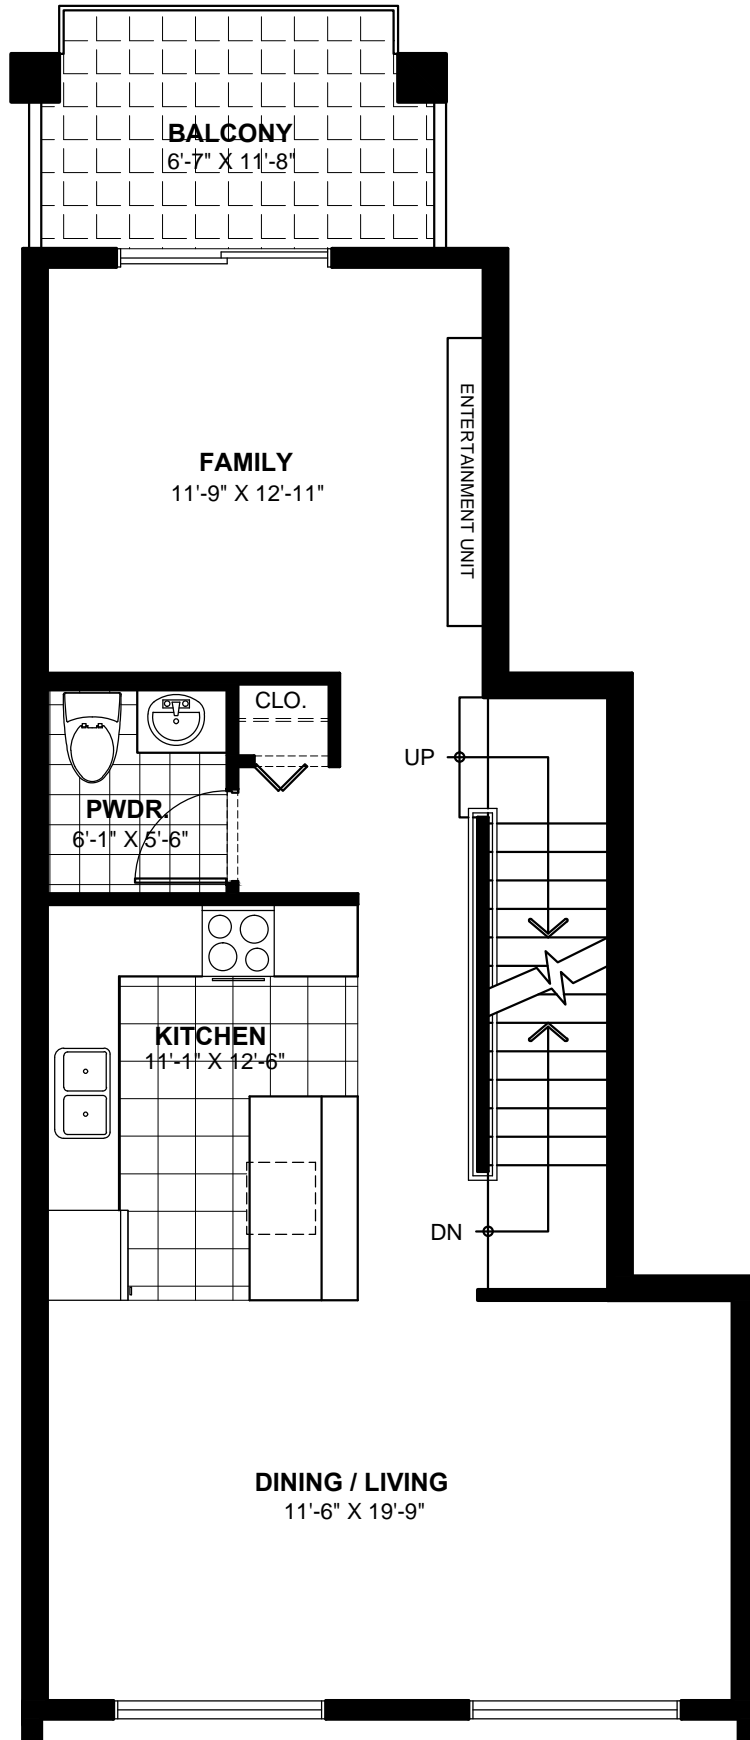 BALCONY
6'-7" X 11'-8"
ENTERTAINMENT UNIT
FAMILY
11'-9" X 12'-11"
CLO.
UP
PWDR.
6'-1" X 5'-6"
KITCHEN
11'-1" X 12'-6"
DN
DINING / LIVING
11'-6" X 19'-9"